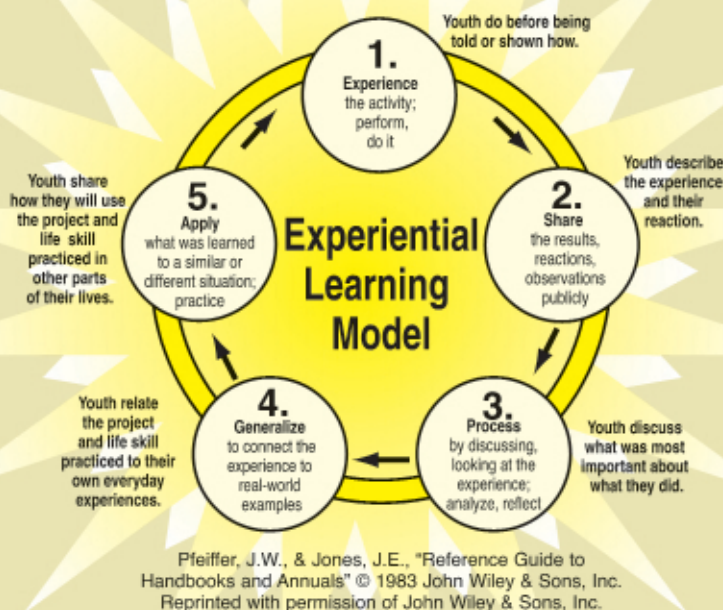 Youth do before being
told or shown how.
1.
Experience
the activity;
perform,
do it
Youth describe
the experience
and their
reaction.
2.
Share
the results,
reactions,
observations
publicly
Youth share
how they will use
the project and
life skill
practiced in
other parts
of their lives.
5.
Apply
what was learned
to a similar or
different situation;
practice
Experiential
Learning
Model
Youth relate
the project
and life skill
practiced to their
own everyday
experiences.
4.
Generalize
to connect the
experience to
real-world
examples
3.
Process
by discussing,
looking at the
experience;
analyze, reflect
Youth discuss
what was most
important about
what they did.
Pfeiffer, J.W., & Jones, J.E., "Reference Guide to
Handbooks and Annuals" © 1983 John Wiley & Sons, Inc.
Reprinted with permission of John Wiley & Sons, Inc.